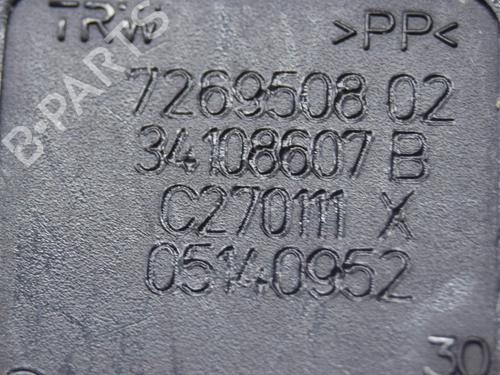 TRW >PP<
7269508 02
34108607 B
C270111 X
05140952
30
B-PARTS